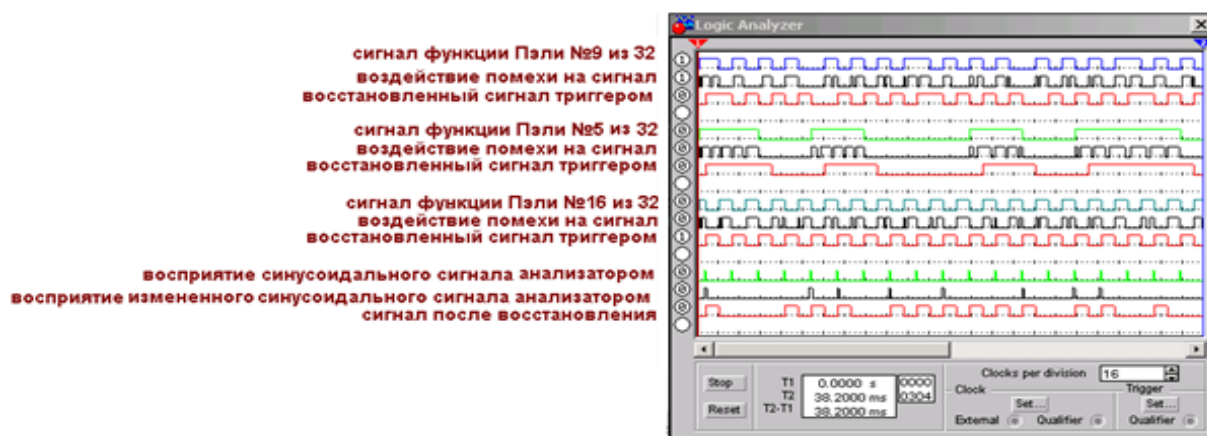 Logic Analyzer
сигнал функции Пэли №9 из 32
воздействие помехи на сигнал
восстановленный сигнал триггером
сигнал функции Пэли №5 из 32
воздействие помехи на сигнал
восстановленный сигнал триггером
сигнал функции Пэли №16 из 32
воздействие помехи на сигнал
восстановленный сигнал триггером
восприятие синусоидального сигнала анализатором
восприятие измененного синусоидального сигнала анализатором
сигнал после восстановления
Stop
Reset
T1 0.0000 s 0000
T2 38.2000 ms 0304
T2-T1 38.2000 ms
Clocks per division 16
Clock
Set...
External Qualifier
Trigger
Set...
Qualifier